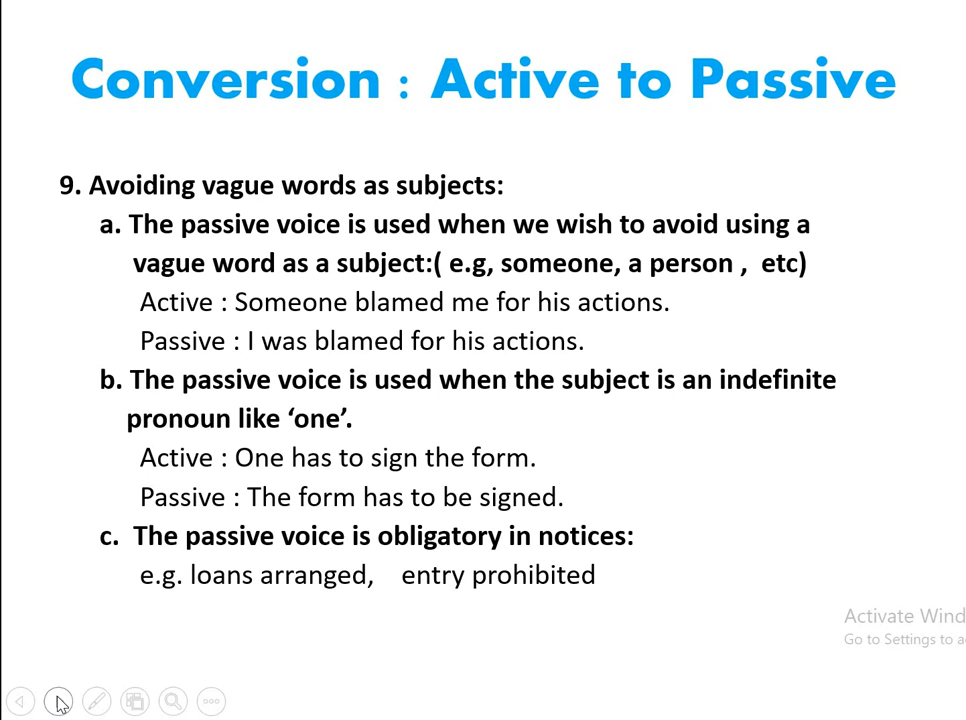 Conversion : Active to Passive
9. Avoiding vague words as subjects:
a. The passive voice is used when we wish to avoid using a
vague word as a subject:( e.g, someone, a person , etc)
Active : Someone blamed me for his actions.
Passive : I was blamed for his actions.
b. The passive voice is used when the subject is an indefinite
pronoun like ‘one’.
Active : One has to sign the form.
Passive : The form has to be signed.
c. The passive voice is obligatory in notices:
e.g. loans arranged, entry prohibited
Activate Wind
Go to Settings to a